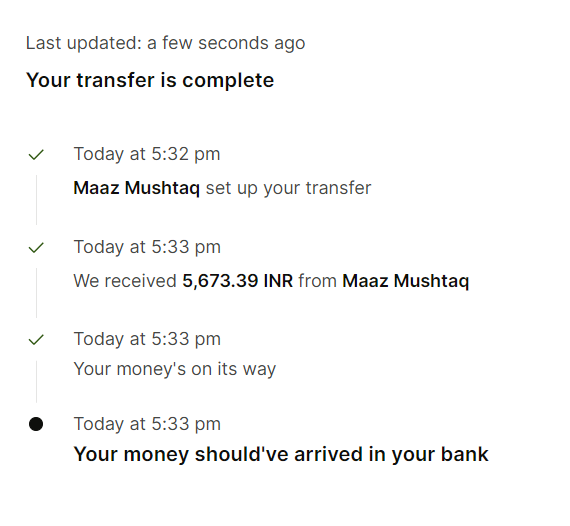 Last updated: a few seconds ago
Your transfer is complete
Today at 5:32 pm
Maaz Mushtaq set up your transfer
Today at 5:33 pm
We received 5,673.39 INR from Maaz Mushtaq
Today at 5:33 pm
Your money's on its way
Today at 5:33 pm
Your money should've arrived in your bank